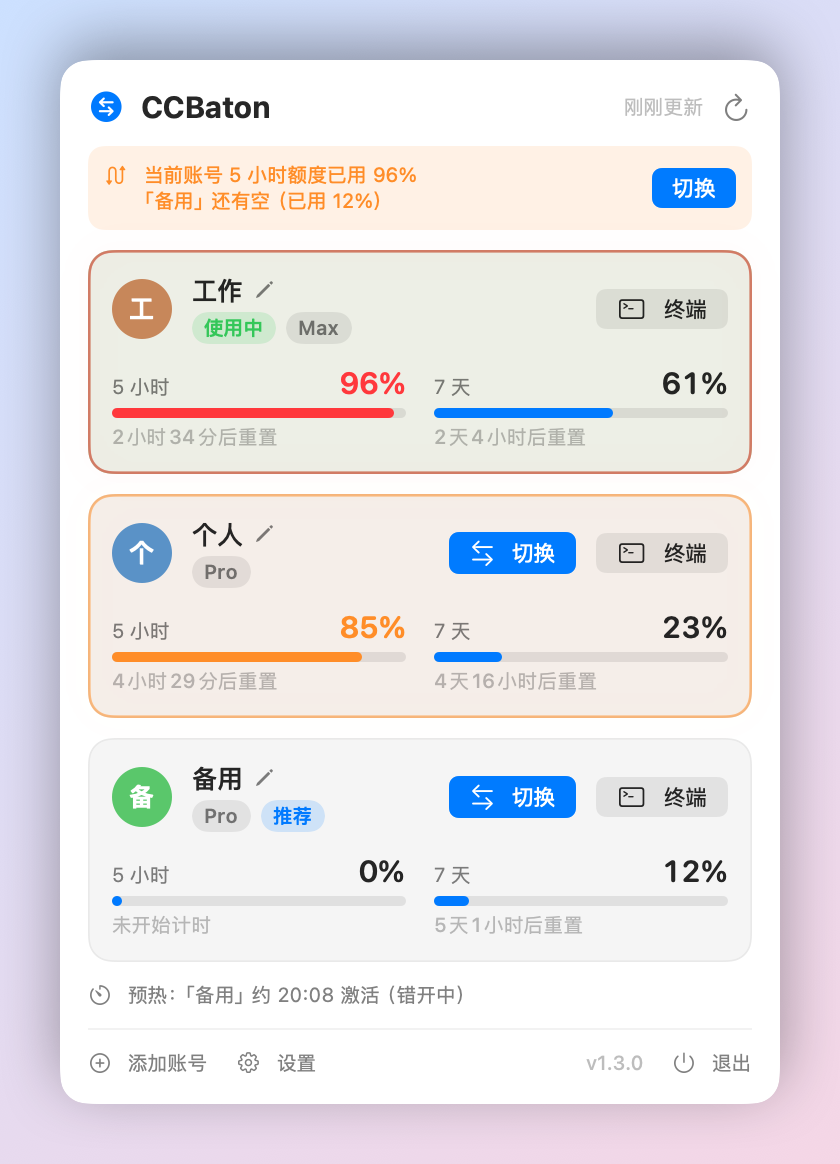 CCBaton
刚刚更新
当前账号 5 小时额度已用 96%
「备用」还有空（已用 12%）
切换
工
工作
使用中
Max
终端
5 小时
96%
2小时34分后重置
7 天
61%
2天4小时后重置
个
个人
Pro
切换
终端
5 小时
85%
4小时29分后重置
7 天
23%
4天16小时后重置
备
备用
Pro
推荐
切换
终端
5 小时
0%
未开始计时
7 天
12%
5天1小时后重置
预热：「备用」约 20:08 激活（错开中）
添加账号
设置
v1.3.0
退出